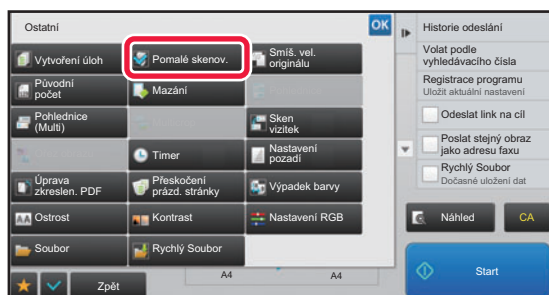 Ostatní
OK
Vytvoření úloh
Pomalé skenov.
Smíš. vel.
originálu
Původní
počet
Mazání
Pohlednice
(Multi)
Sken
vizitek
Timer
Nastavení
pozadí
Úprava
zkreslen. PDF
Přeskočení
prázd. stránky
Výpadek barvy
Ostrost
Kontrast
Nastavení RGB
Soubor
Rychlý Soubor
Zpět
A4
A4
Historie odeslání
Volat podle
vyhledávacího čísla
Registrace programu
Uložit aktuální nastavení
Odeslat link na cíl
Poslat stejný obraz
jako adresu faxu
Rychlý Soubor
Dočasné uložení dat
Náhled
CA
Start